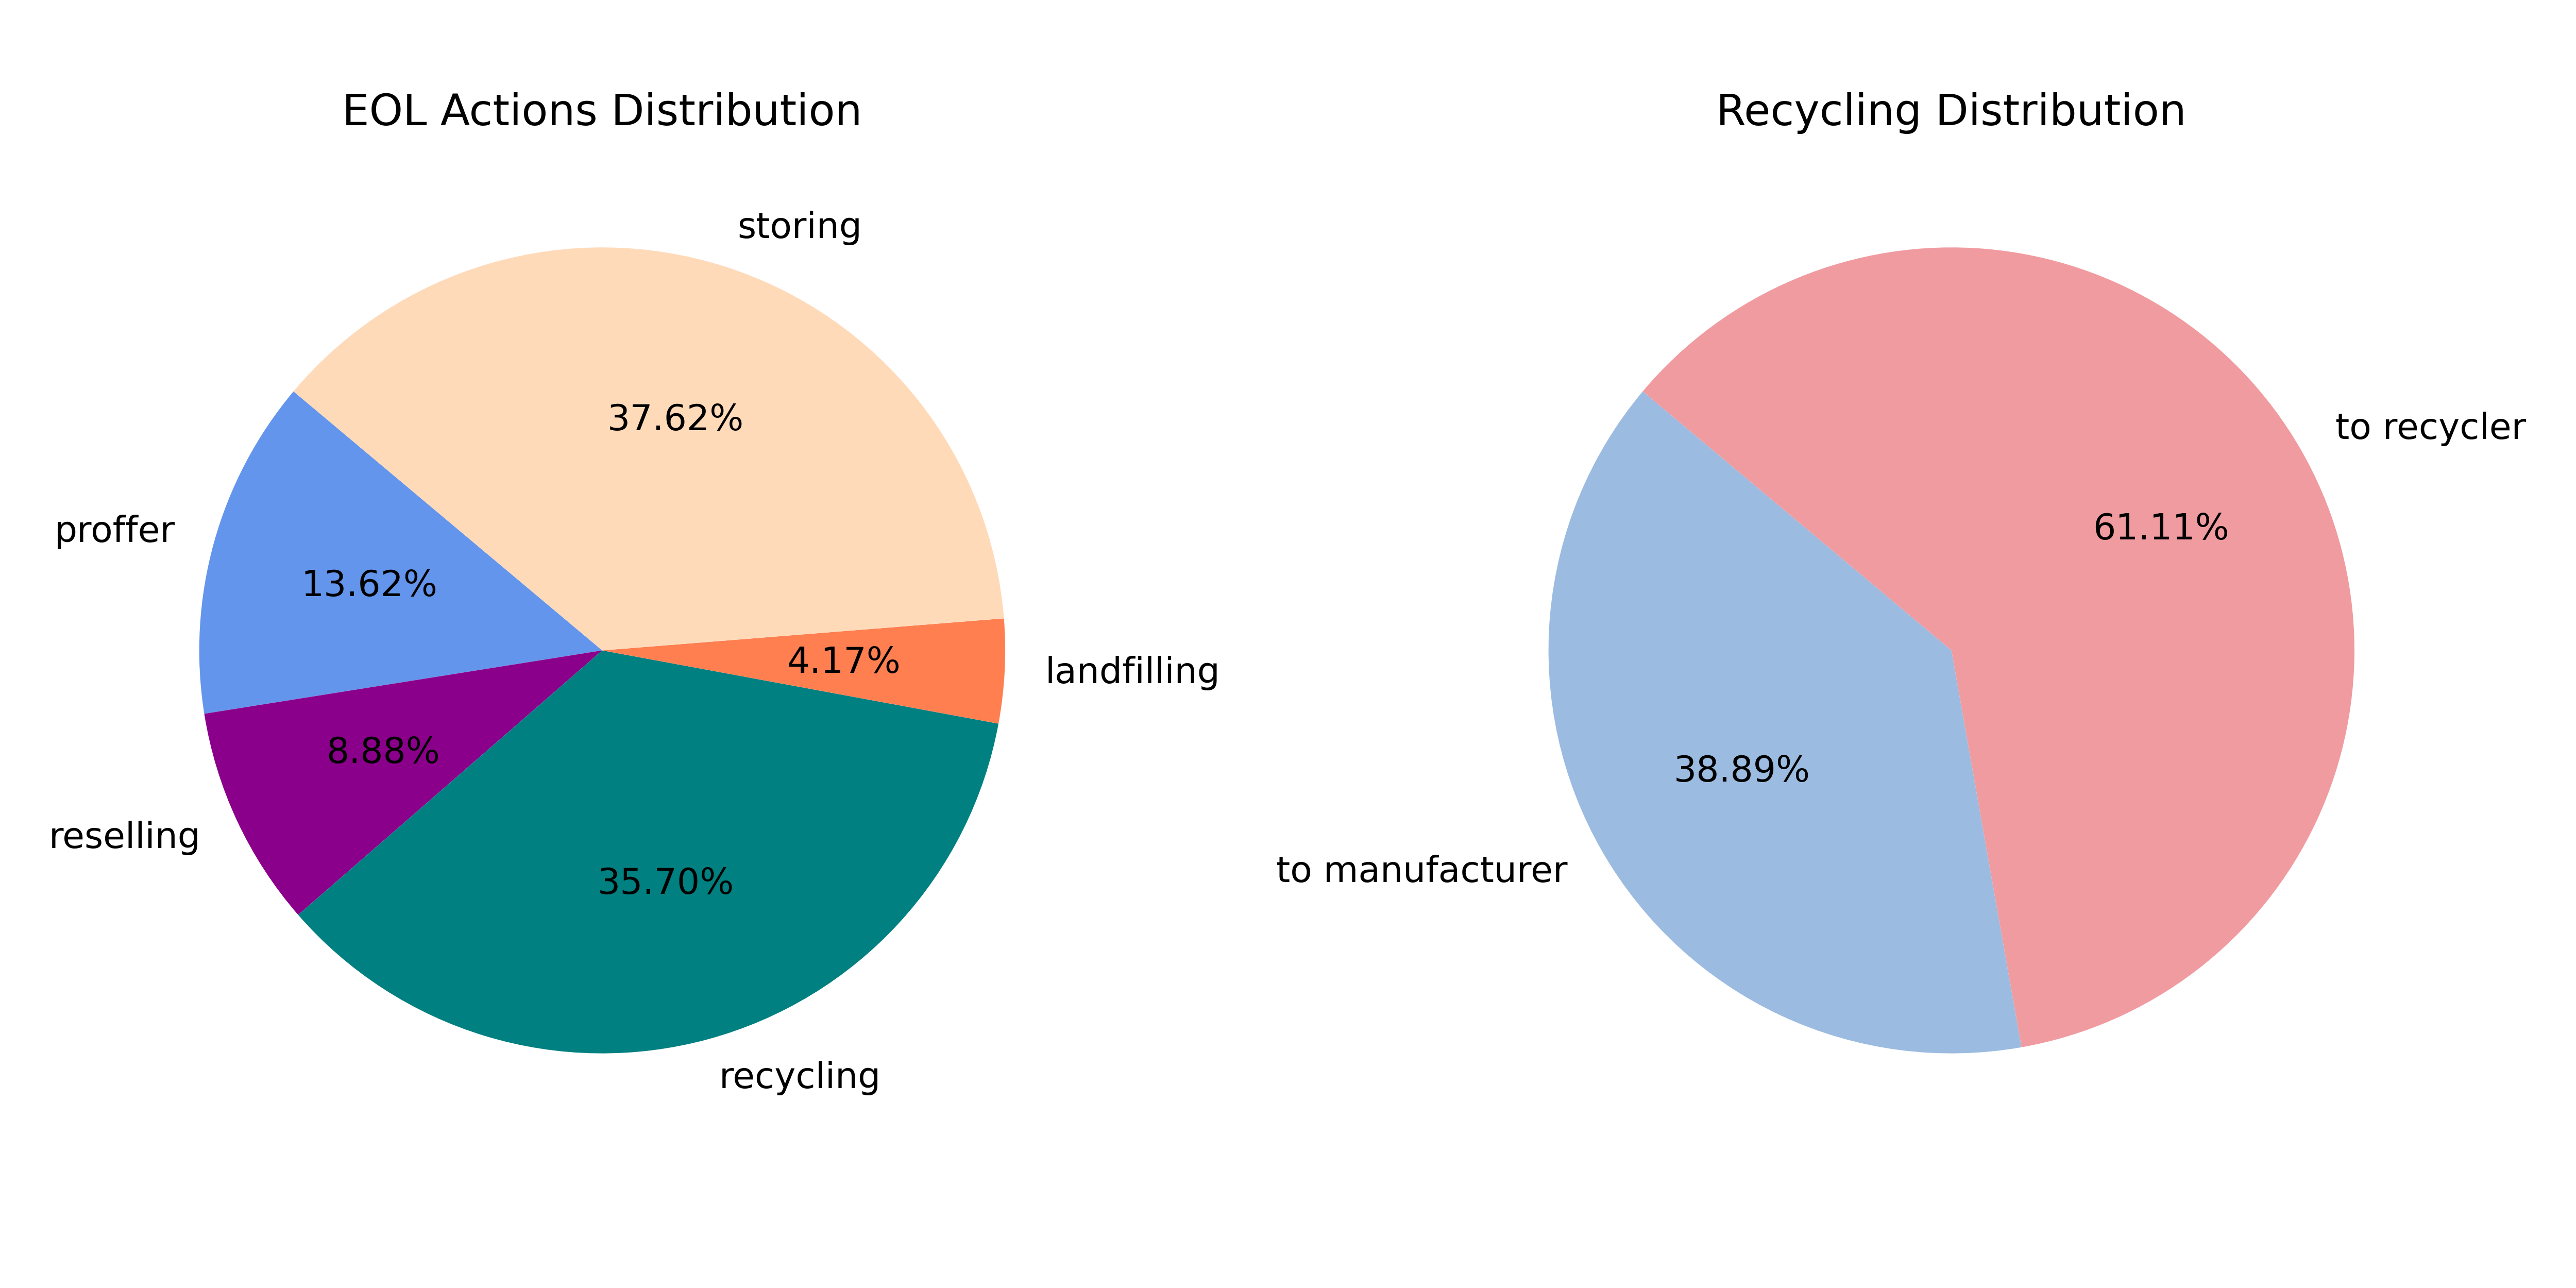 EOL Actions Distribution
storing
37.62%
proffer
13.62%
landfilling
4.17%
8.88%
reselling
35.70%
recycling
Recycling Distribution
to recycler
61.11%
38.89%
to manufacturer